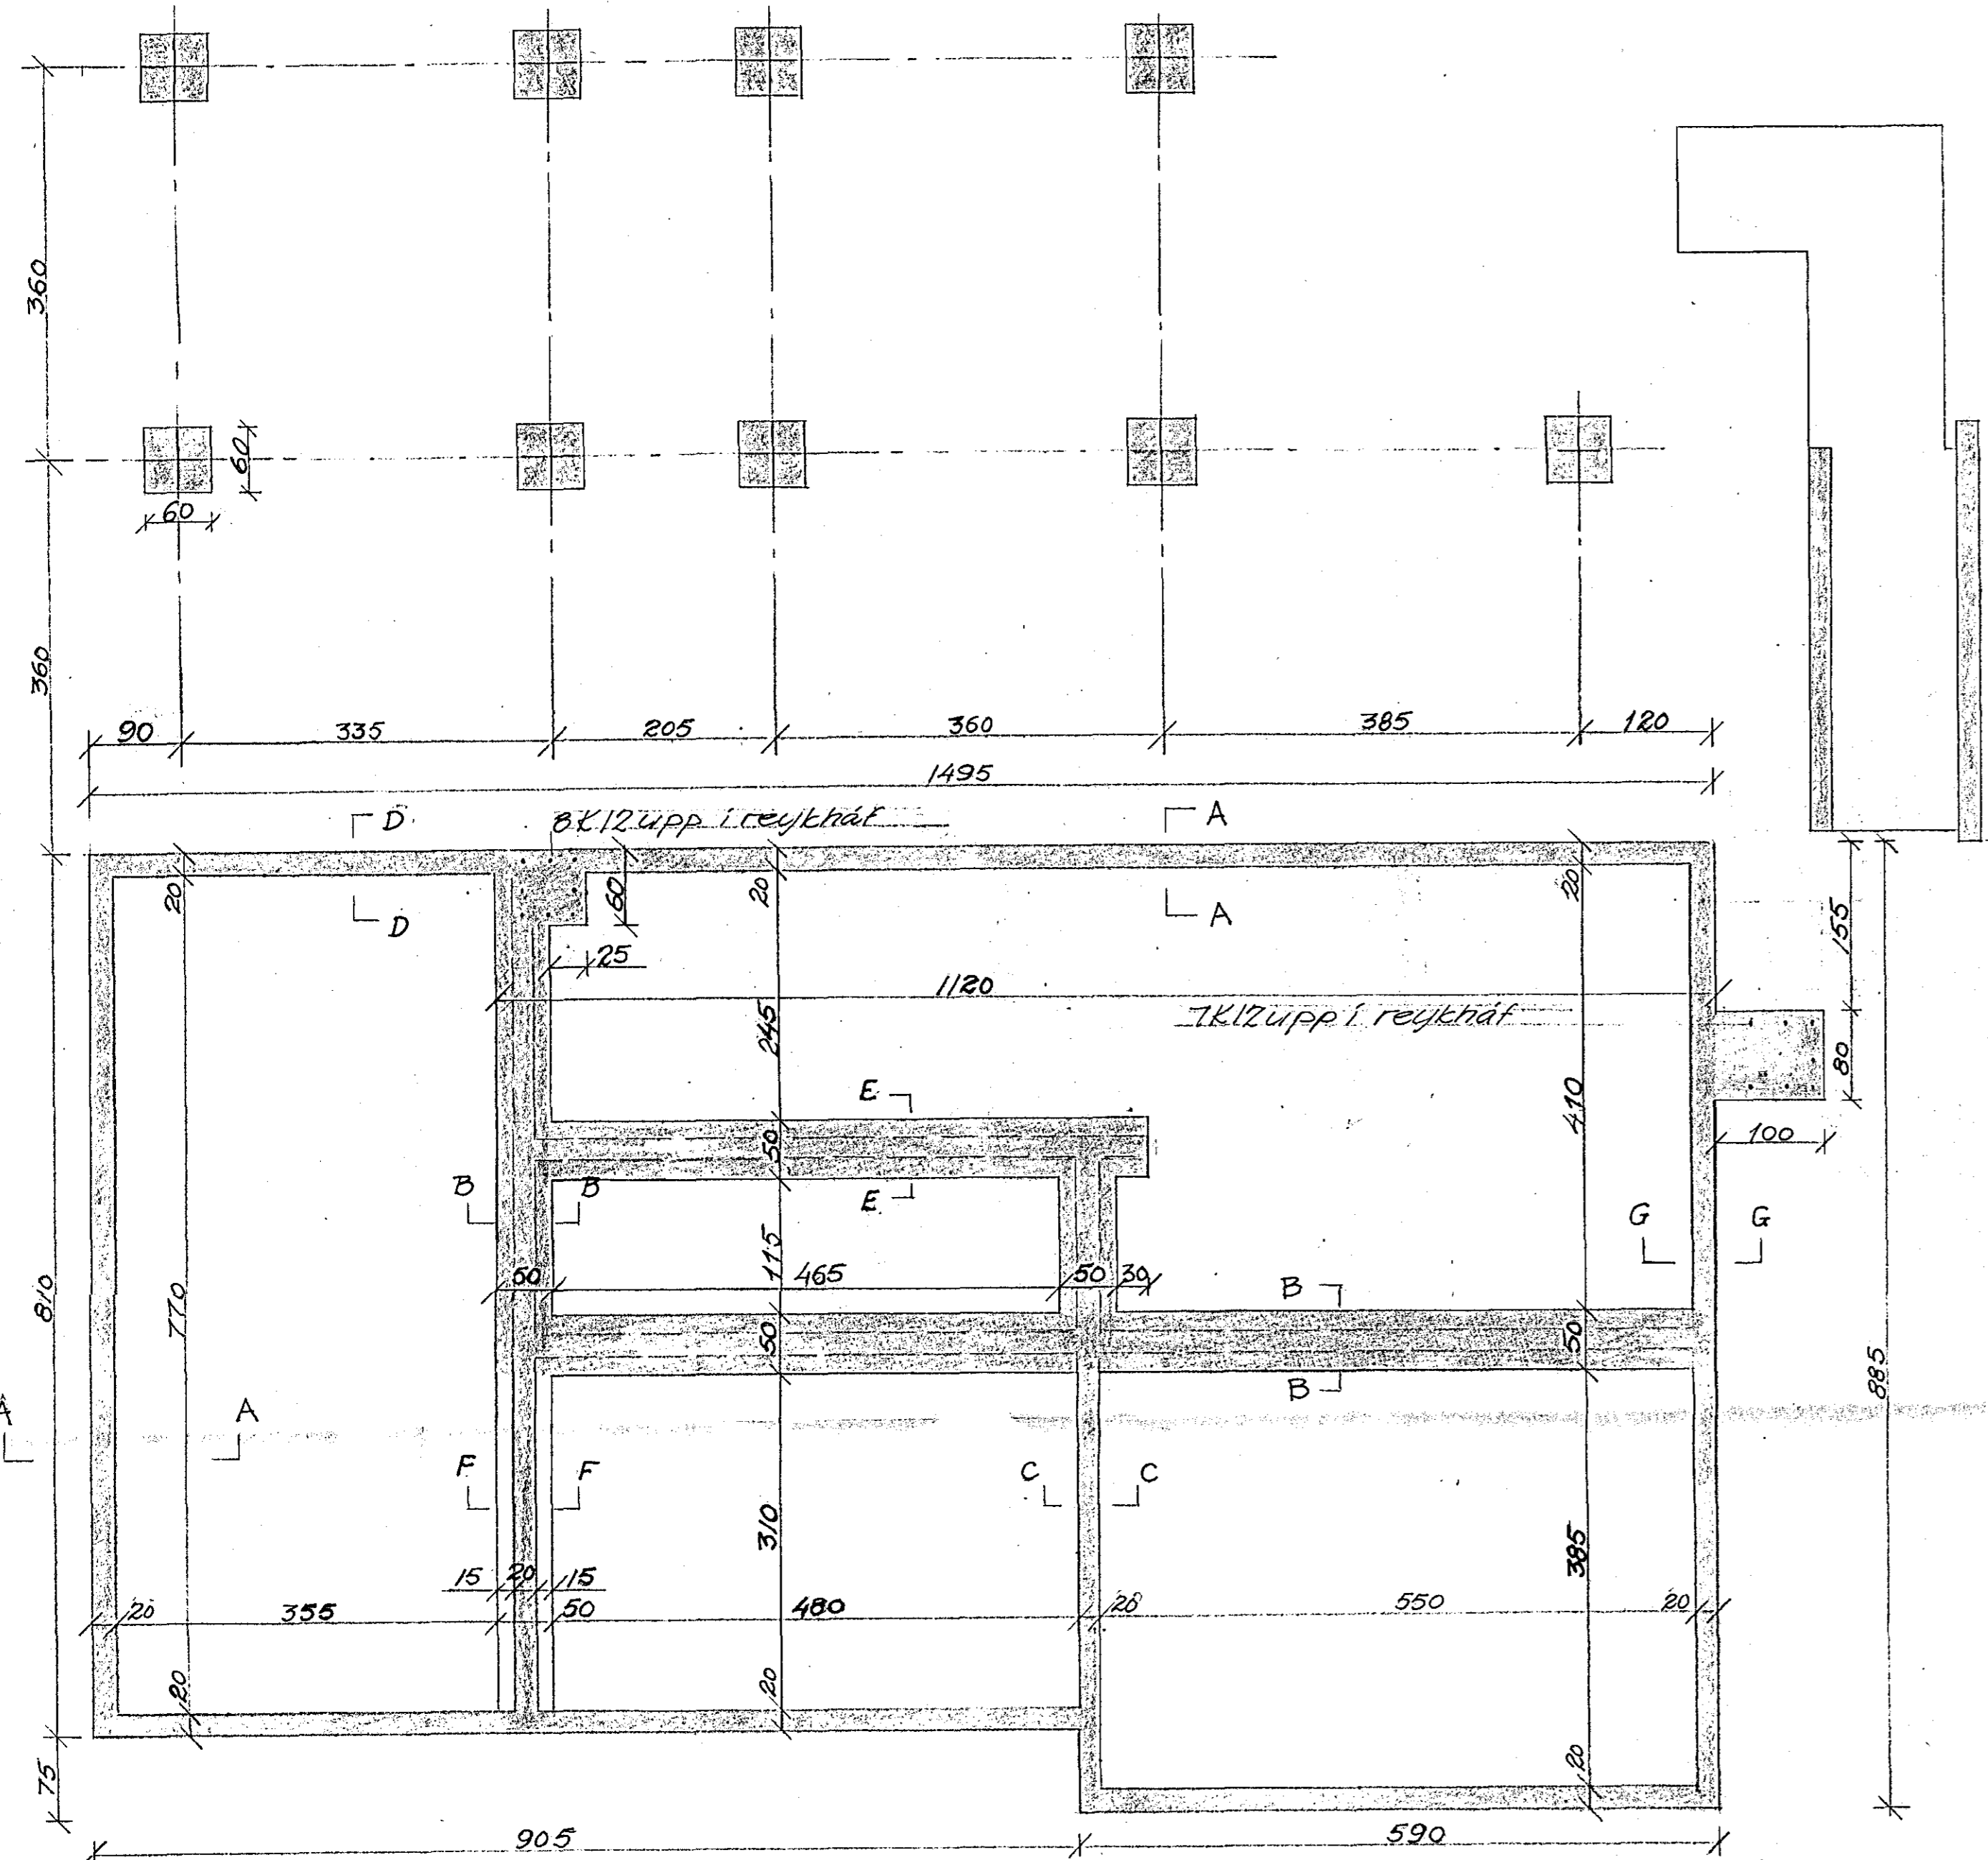 360
60
60
360
90 335 205 360 385 120
1495
D 8K12 upp í reykháf A
20 60 20 20
D A
25
155
1120
245 7K12 upp í reykháf
80
410
E
50 100
B B E
G G
115
50 465 50 30 B
810 770 50 50
B
885
A A
F F C C
310 385
15 20 15
20 355 50 480 20 550 20
20 20
75 20
905 590